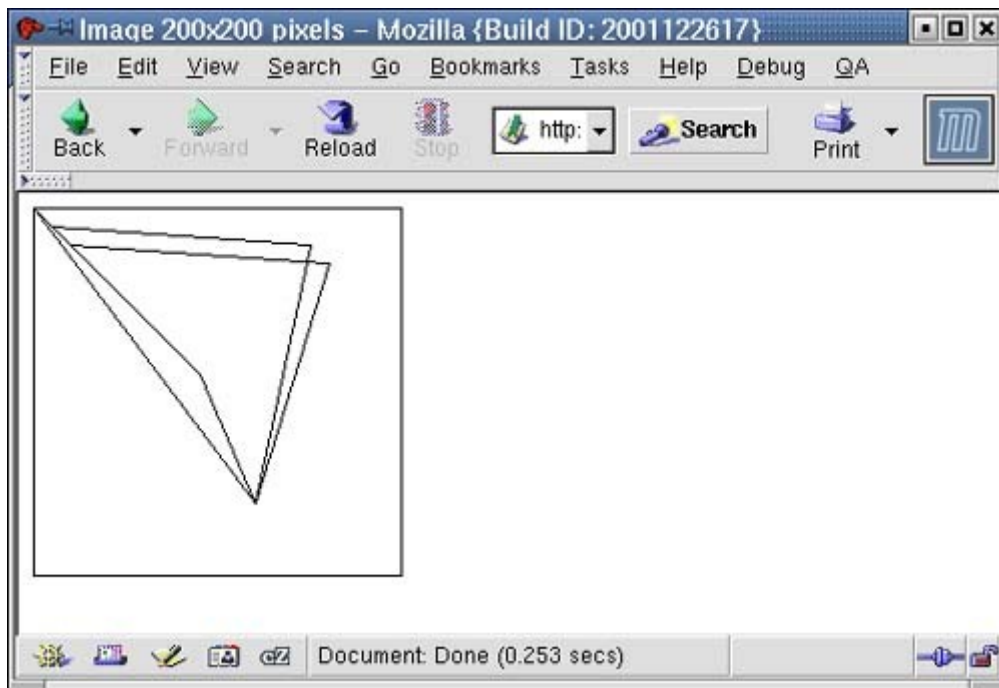 Image 200x200 pixels – Mozilla {Build ID: 2001122617}
File Edit View Search Go Bookmarks Tasks Help Debug QA
Back Forward Reload Stop http: Search Print
Document: Done (0.253 secs)